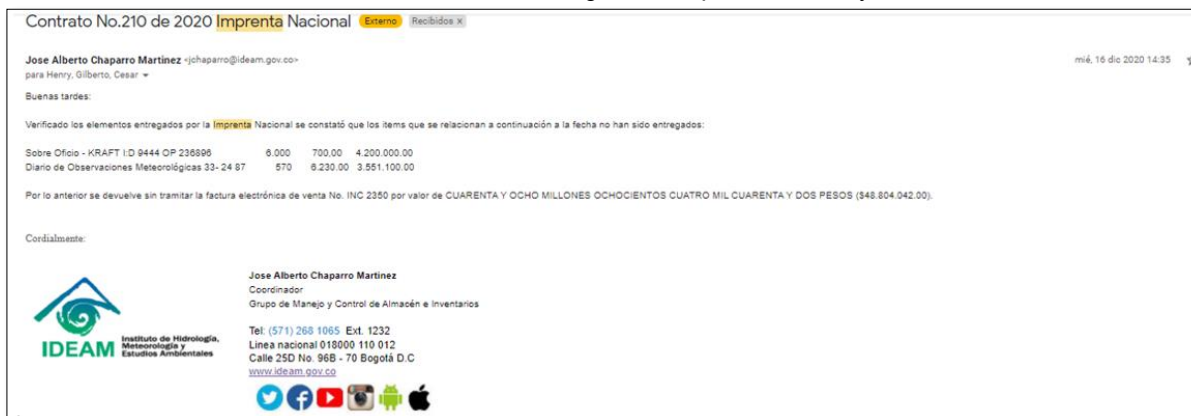 Contrato No.210 de 2020 Imprenta Nacional Externo Recibidos x
Jose Alberto Chaparro Martinez <jchaparro@ideam.gov.co>
mié, 16 dic 2020 14:35
para Henry, Gilberto, Cesar
Buenas tardes:
Verificado los elementos entregados por la Imprenta Nacional se constató que los items que se relacionan a continuación a la fecha no han sido entregados:
Sobre Oficio - KRAFT I:D 9444 OP 236896 6.000 700,00 4.200.000.00
Diario de Observaciones Meteorológicas 33- 24 87 570 6.230.00 3.551.100.00
Por lo anterior se devuelve sin tramitar la factura electrónica de venta No. INC 2350 por valor de CUARENTA Y OCHO MILLONES OCHOCIENTOS CUATRO MIL CUARENTA Y DOS PESOS ($48.804.042.00).
Cordialmente:
Jose Alberto Chaparro Martinez
Coordinador
Grupo de Manejo y Control de Almacén e Inventarios
Tel: (571) 268 1065 Ext. 1232
Linea nacional 018000 110 012
Calle 25D No. 96B - 70 Bogotá D.C
www.ideam.gov.co
IDEAM
Instituto de Hidrología,
Meteorología y
Estudios Ambientales